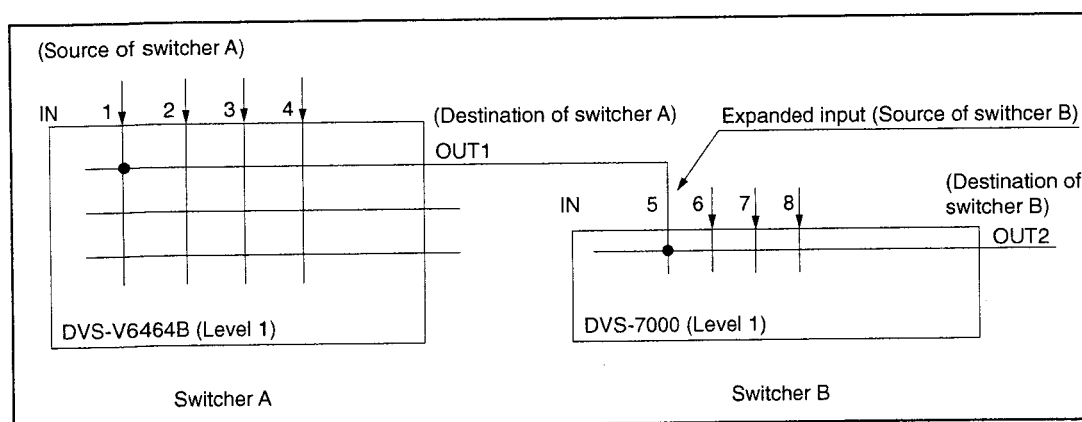 (Source of switcher A)
IN 1 2 3 4
(Destination of switcher A)
OUT1
Expanded input (Source of swithcer B)
IN 5 6 7 8
(Destination of
switcher B)
OUT2
DVS-V6464B (Level 1)
DVS-7000 (Level 1)
Switcher A
Switcher B